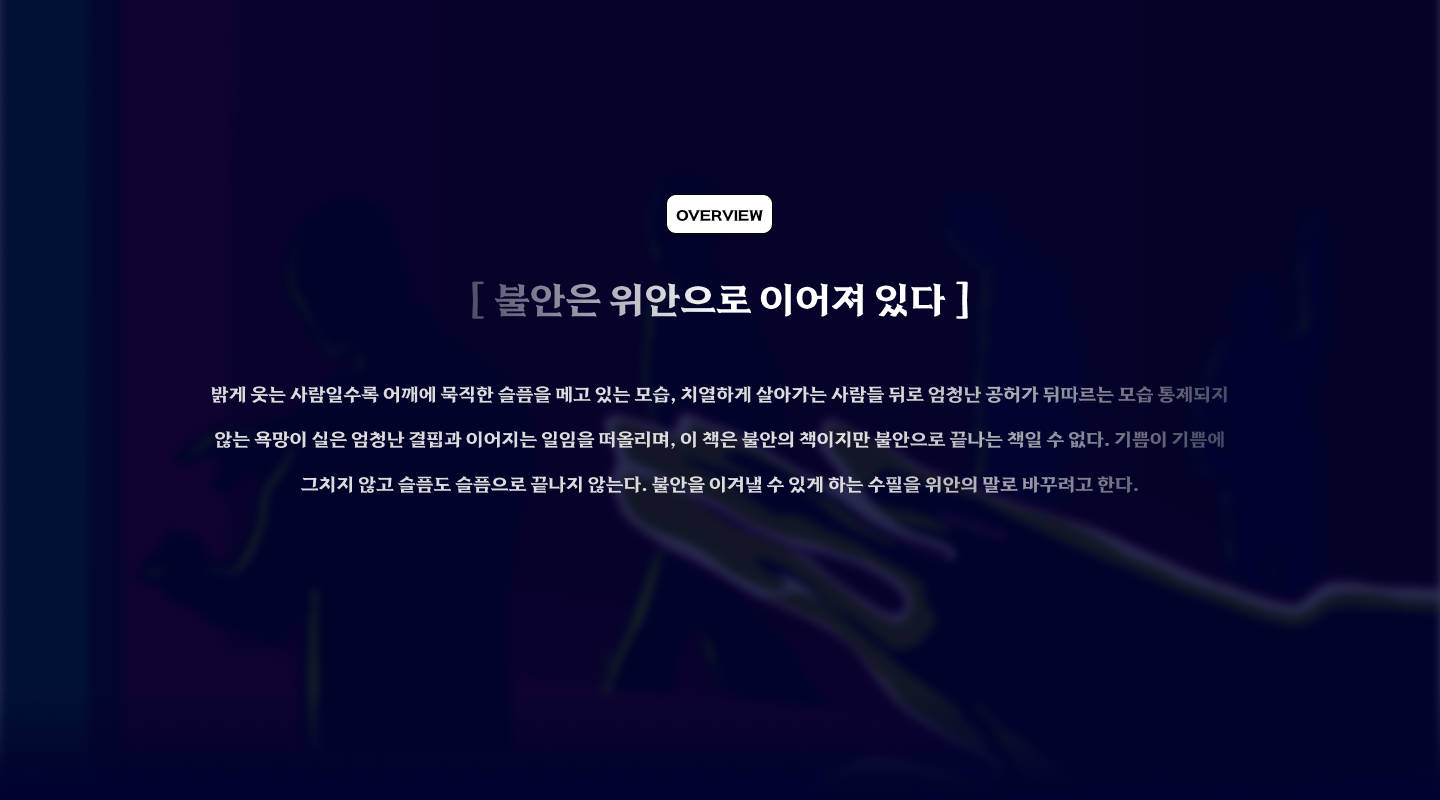 OVERVIEW
[ 불안은 위안으로 이어져 있다 ]
밝게 웃는 사람일수록 어깨에 묵직한 슬픔을 메고 있는 모습, 치열하게 살아가는 사람들 뒤로 엄청난 공허가 뒤따르는 모습 통제되지
않는 욕망이 실은 엄청난 결핍과 이어지는 일임을 떠올리며, 이 책은 불안의 책이지만 불안으로 끝나는 책일 수 없다. 기쁨이 기쁨에
그치지 않고 슬픔도 슬픔으로 끝나지 않는다. 불안을 이겨낼 수 있게 하는 수필을 위안의 말로 바꾸려고 한다.